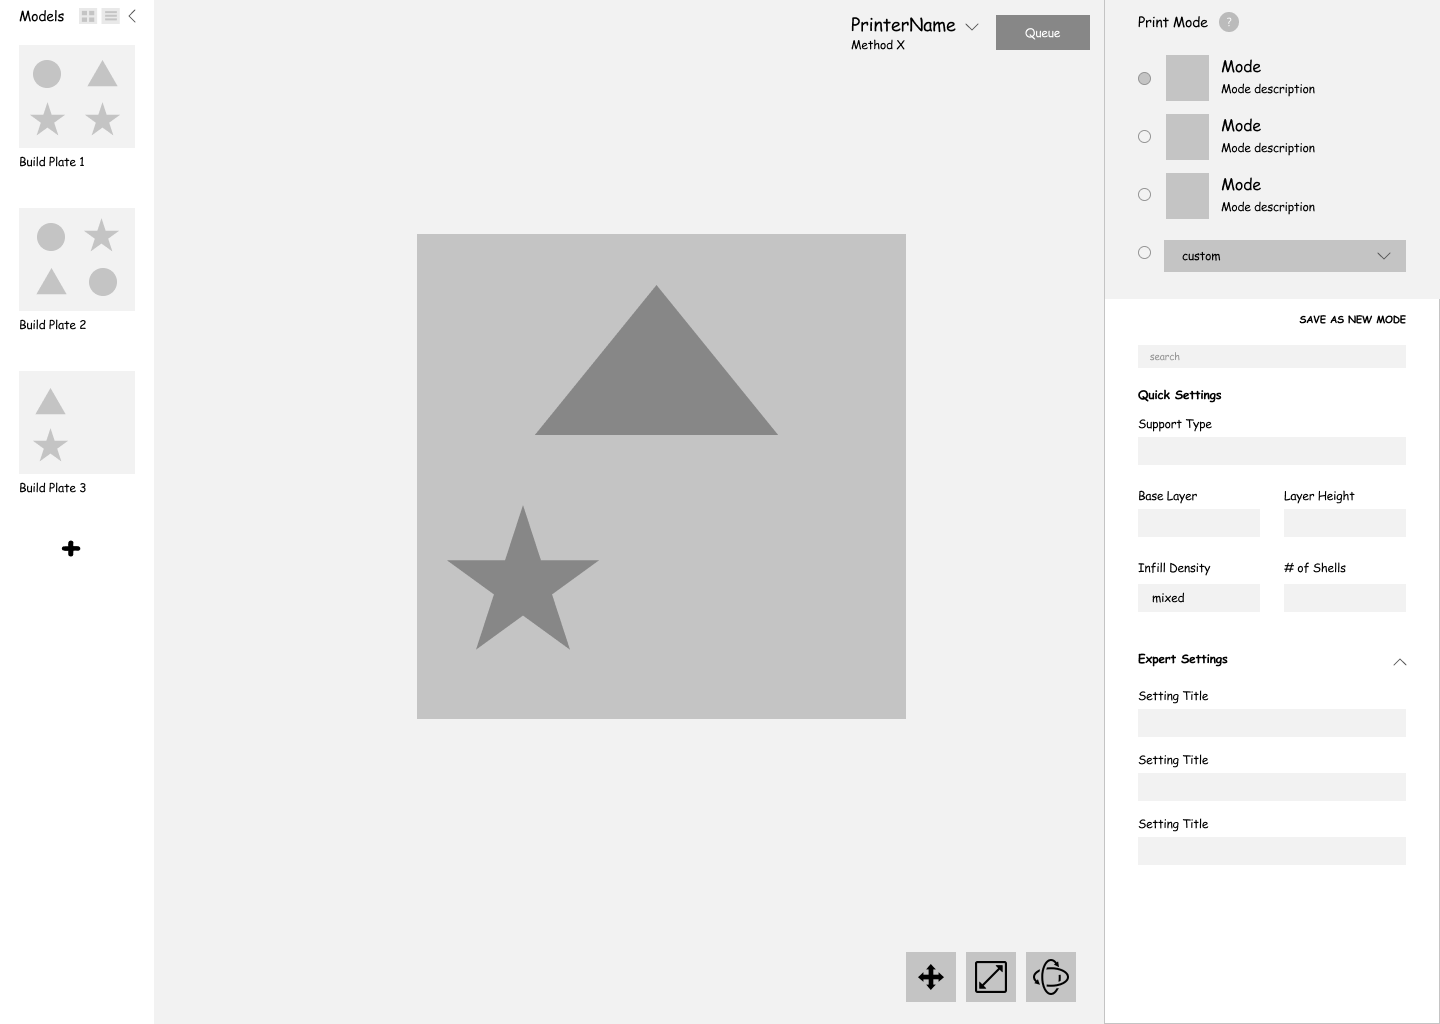 Models
Build Plate 1
Build Plate 2
Build Plate 3
PrinterName
Method X
Queue
Print Mode ?
Mode
Mode description
Mode
Mode description
Mode
Mode description
custom
SAVE AS NEW MODE
search
Quick Settings
Support Type
Base Layer Layer Height
Infill Density # of Shells
mixed
Expert Settings
Setting Title
Setting Title
Setting Title